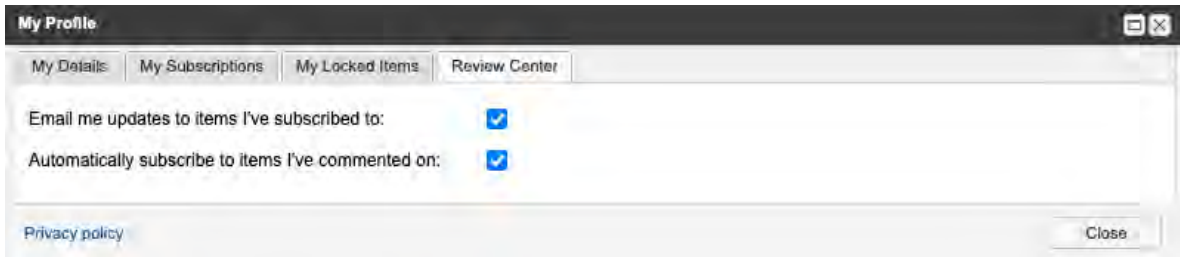 My Profile
My Details My Subscriptions My Locked Items Review Center
Email me updates to items I've subscribed to:
Automatically subscribe to items I've commented on:
Privacy policy Close